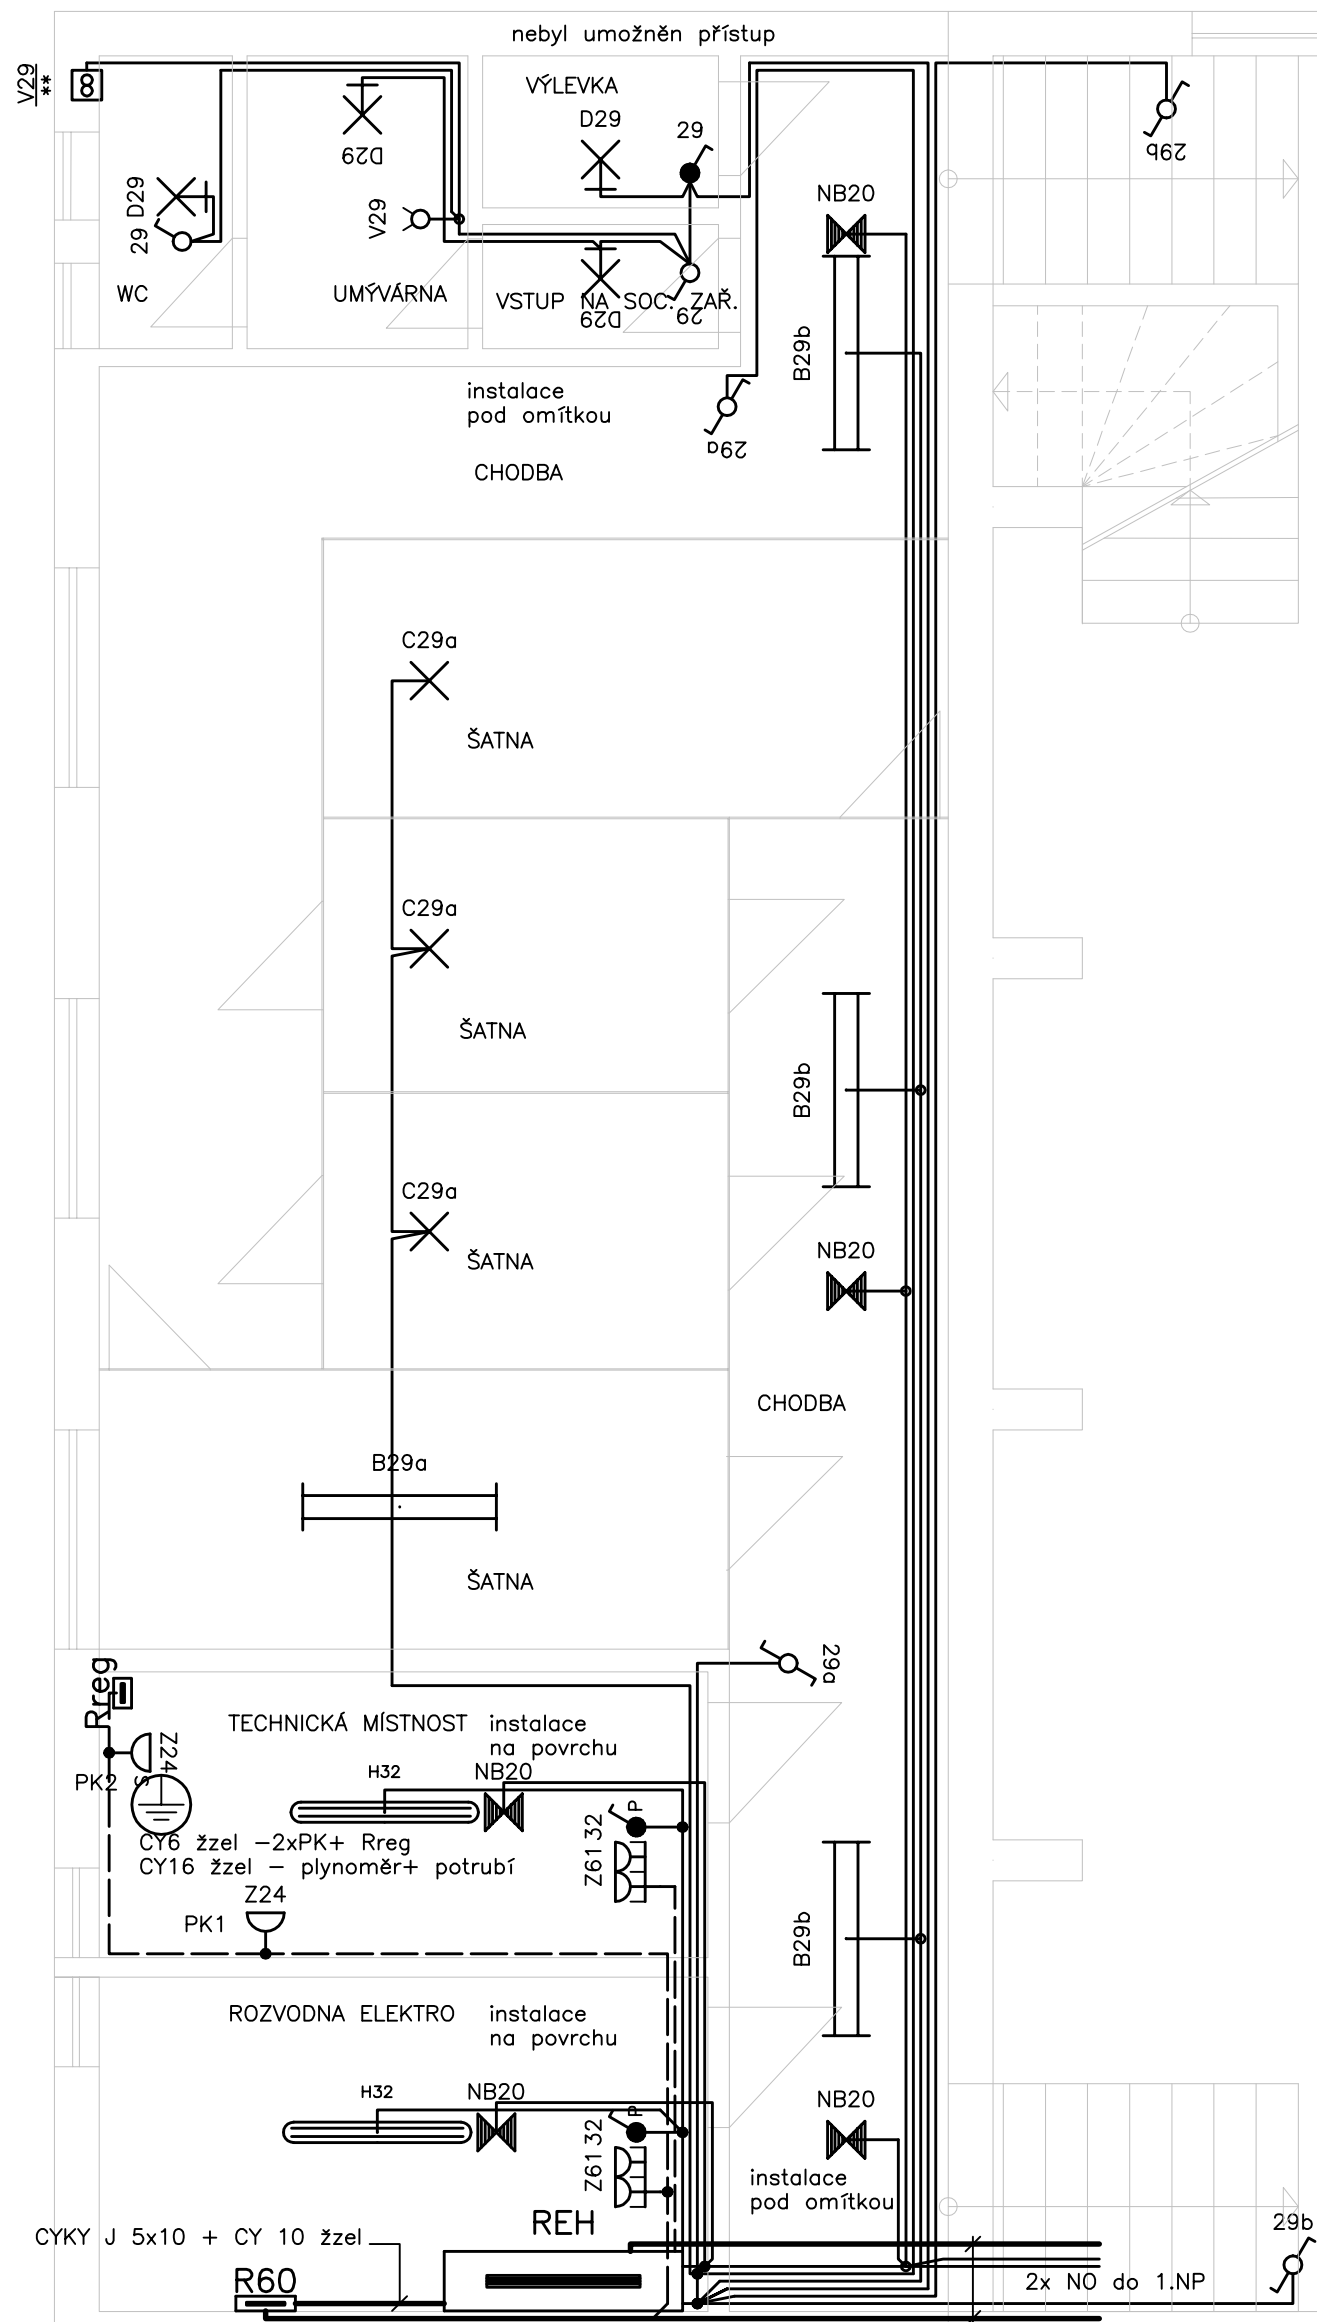 nebyl umožněn přístup
V29
**
8
VÝLEVKA
D29
29
D29
29b
29 D29
V29
NB20
WC
UMÝVÁRNA
VSTUP NA SOC. ZAŘ.
D29
29
B29b
instalace
pod omítkou
29a
CHODBA
C29a
ŠATNA
C29a
ŠATNA
B29b
C29a
ŠATNA
NB20
CHODBA
B29a
ŠATNA
29a
Rreg
TECHNICKÁ MÍSTNOST
instalace
na povrchu
Z24
S
PK2
H32
NB20
P
Z61 32
CY6 žzel -2xPK+ Rreg
CY16 žzel - plynoměr+ potrubí
Z24
PK1
B29b
ROZVODNA ELEKTRO
instalace
na povrchu
H32
NB20
P
Z61 32
NB20
instalace
pod omítkou
REH
29b
CYKY J 5x10 + CY 10 žzel
R60
2x NO do 1.NP